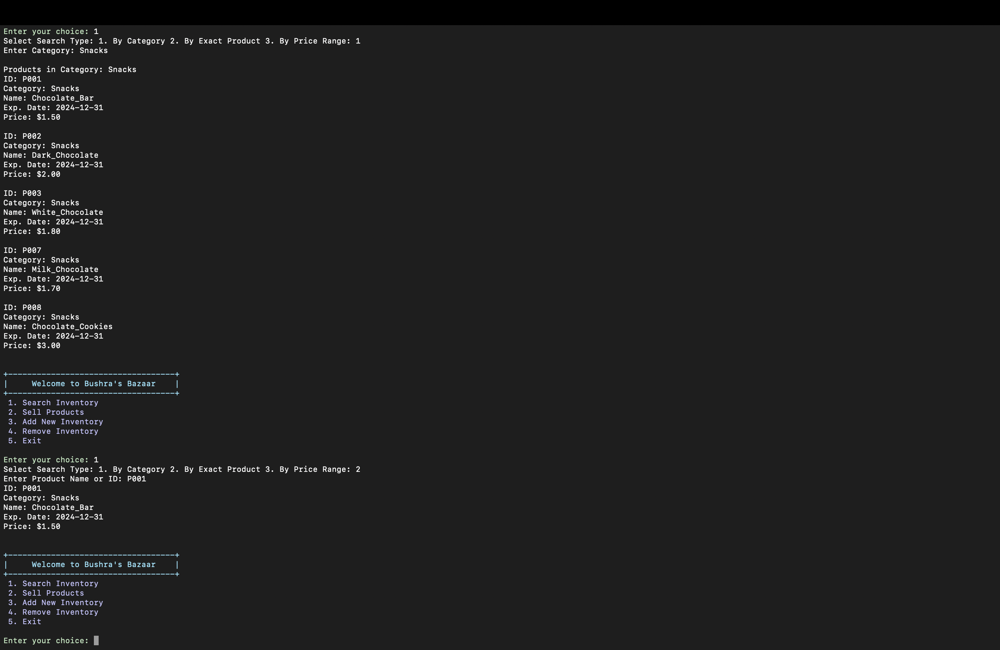 Enter your choice: 1
Select Search Type: 1. By Category 2. By Exact Product 3. By Price Range: 1
Enter Category: Snacks
Products in Category: Snacks
ID: P001
Category: Snacks
Name: Chocolate_Bar
Exp. Date: 2024-12-31
Price: $1.50
ID: P002
Category: Snacks
Name: Dark_Chocolate
Exp. Date: 2024-12-31
Price: $2.00
ID: P003
Category: Snacks
Name: White_Chocolate
Exp. Date: 2024-12-31
Price: $1.80
ID: P007
Category: Snacks
Name: Milk_Chocolate
Exp. Date: 2024-12-31
Price: $1.70
ID: P008
Category: Snacks
Name: Chocolate_Cookies
Exp. Date: 2024-12-31
Price: $3.00
+-----------------------------------+
|     Welcome to Bushra's Bazaar    |
+-----------------------------------+
1. Search Inventory
2. Sell Products
3. Add New Inventory
4. Remove Inventory
5. Exit
Enter your choice: 1
Select Search Type: 1. By Category 2. By Exact Product 3. By Price Range: 2
Enter Product Name or ID: P001
ID: P001
Category: Snacks
Name: Chocolate_Bar
Exp. Date: 2024-12-31
Price: $1.50
+-----------------------------------+
|     Welcome to Bushra's Bazaar    |
+-----------------------------------+
1. Search Inventory
2. Sell Products
3. Add New Inventory
4. Remove Inventory
5. Exit
Enter your choice: